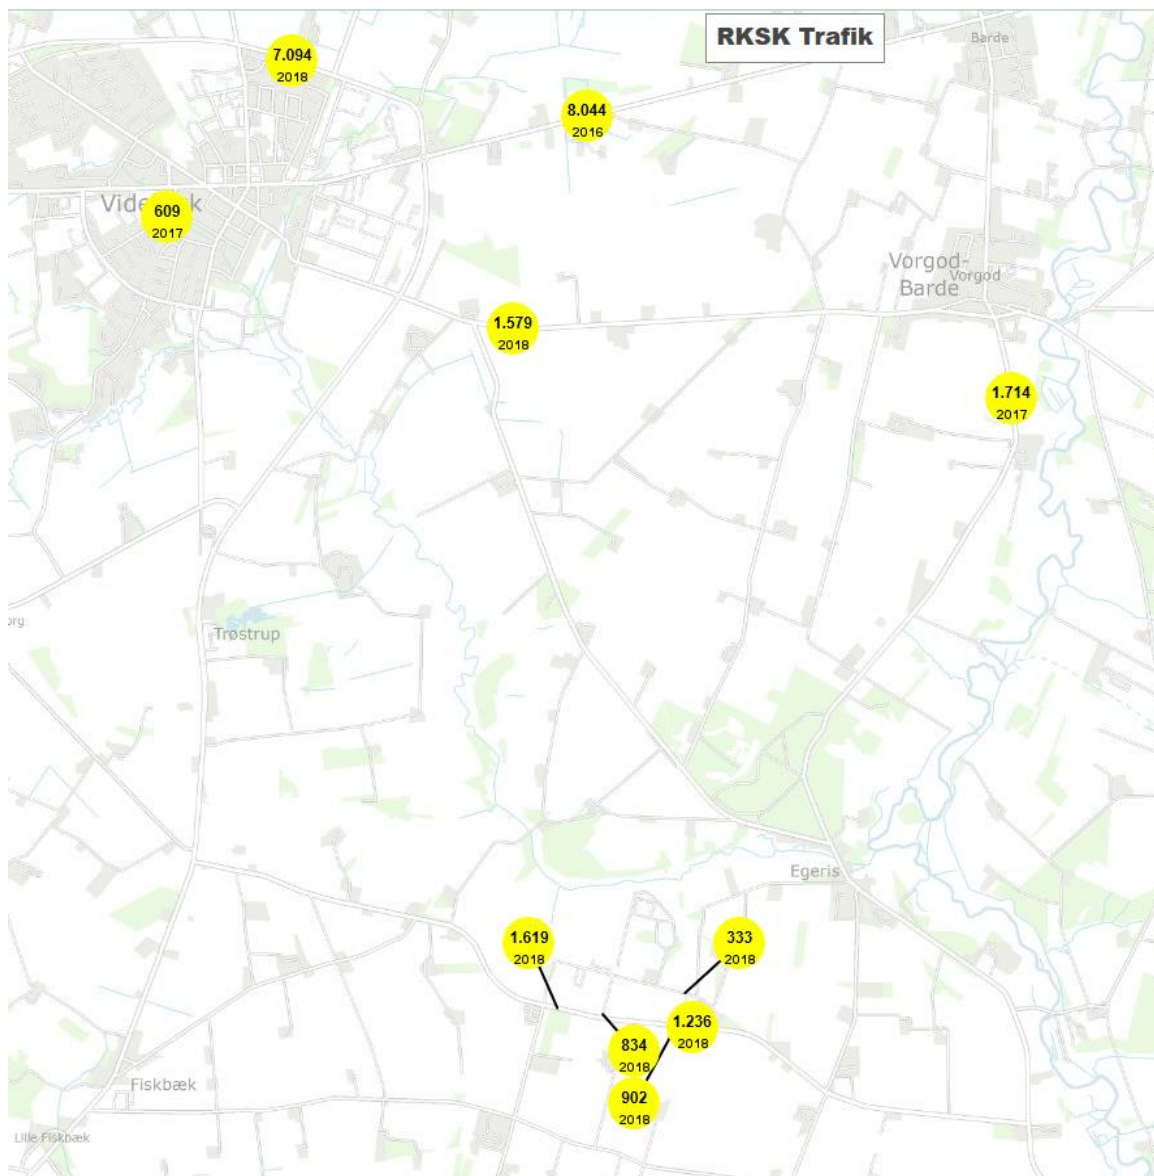 RKSK Trafik
Barde
7.094
2018
8.044
2016
609
2017
Vorgod-
Vorgod
Barde
1.579
2018
1.714
2017
Trøstrup
Egeris
1.619
2018
333
2018
1.236
2018
834
2018
902
2018
Fiskbæk
Lille Fiskbæk